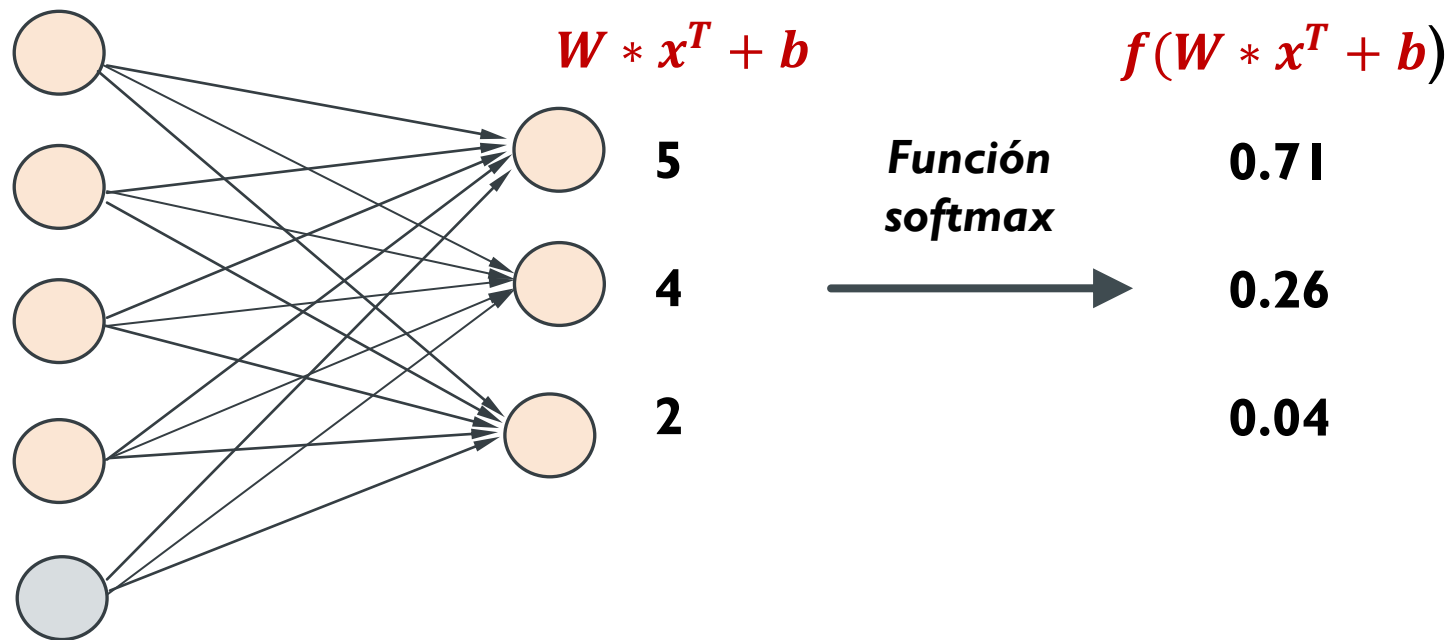 W * x^T + b
f(W * x^T + b)
5
Función
softmax
0.71
4
0.26
2
0.04